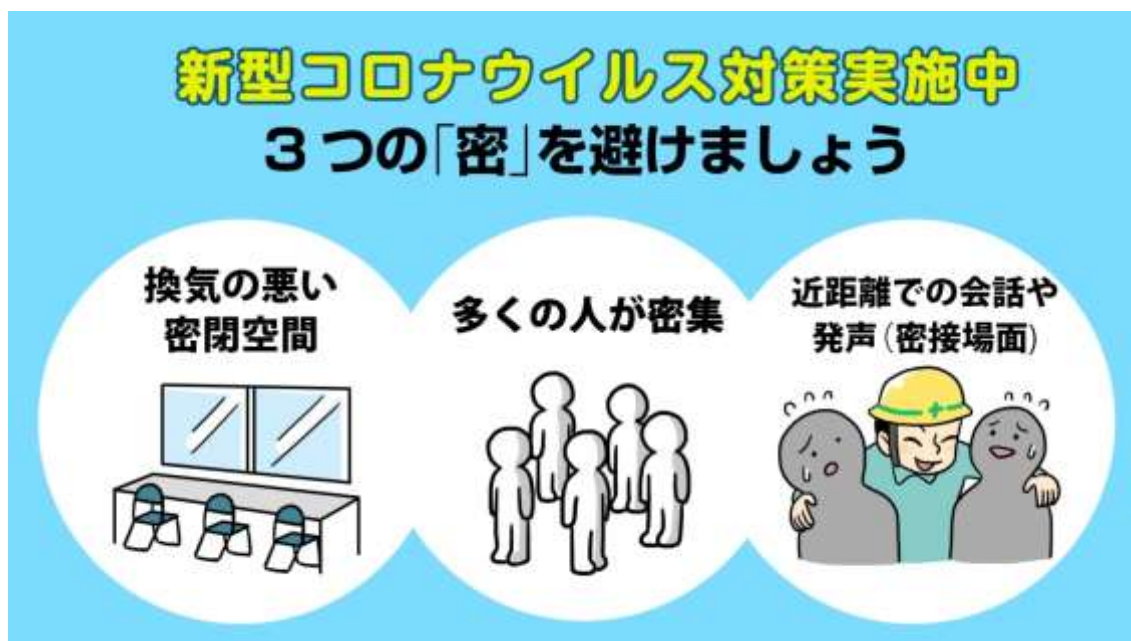 新型コロナウイルス対策実施中
3つの「密」を避けましょう
換気の悪い
密閉空間
多くの人が密集
近距離での会話や
発声(密接場面)